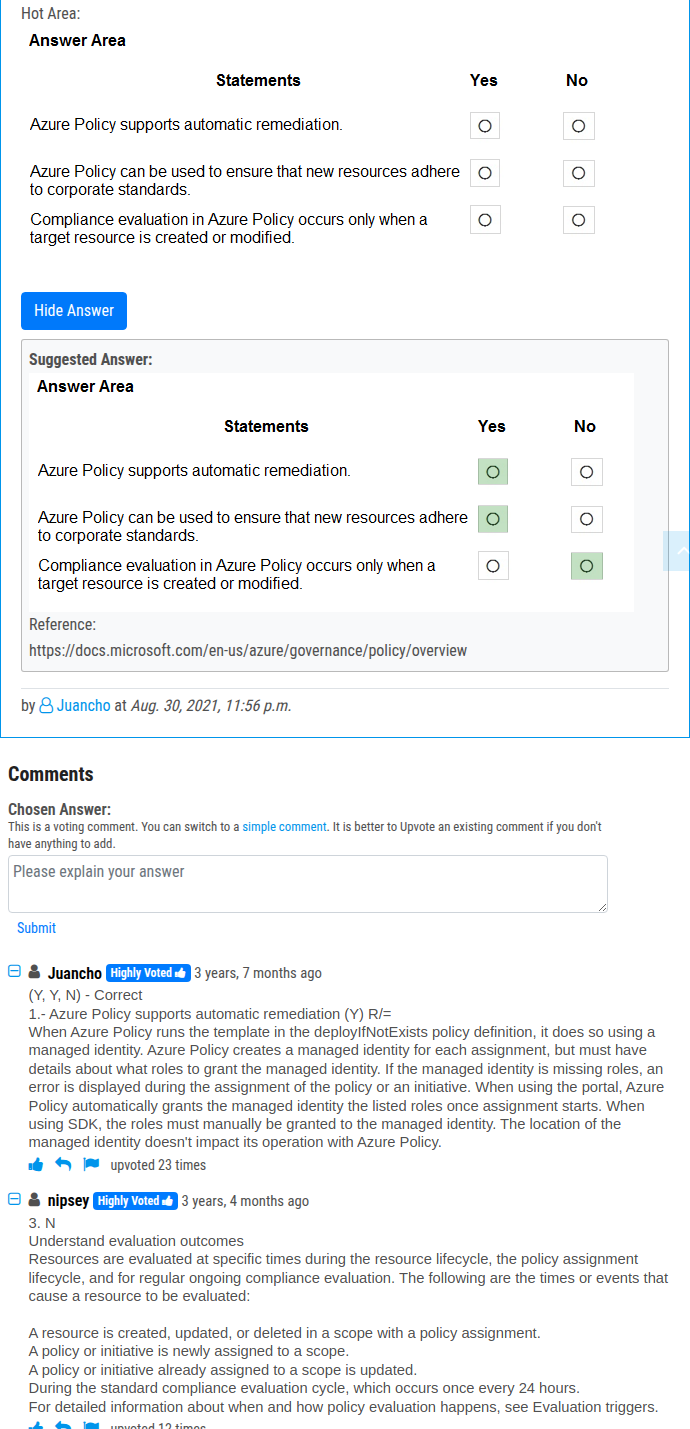 Hot Area:
Answer Area
Statements Yes No
Azure Policy supports automatic remediation.
Azure Policy can be used to ensure that new resources adhere
to corporate standards.
Compliance evaluation in Azure Policy occurs only when a
target resource is created or modified.
Hide Answer
Suggested Answer:
Answer Area
Statements Yes No
Azure Policy supports automatic remediation.
Azure Policy can be used to ensure that new resources adhere
to corporate standards.
Compliance evaluation in Azure Policy occurs only when a
target resource is created or modified.
Reference:
https://docs.microsoft.com/en-us/azure/governance/policy/overview
by Juancho at Aug. 30, 2021, 11:56 p.m.
Comments
Chosen Answer:
This is a voting comment. You can switch to a simple comment. It is better to Upvote an existing comment if you don't
have anything to add.
Please explain your answer
Submit
Juancho Highly Voted 3 years, 7 months ago
(Y, Y, N) - Correct
1.- Azure Policy supports automatic remediation (Y) R/=
When Azure Policy runs the template in the deployIfNotExists policy definition, it does so using a
managed identity. Azure Policy creates a managed identity for each assignment, but must have
details about what roles to grant the managed identity. If the managed identity is missing roles, an
error is displayed during the assignment of the policy or an initiative. When using the portal, Azure
Policy automatically grants the managed identity the listed roles once assignment starts. When
using SDK, the roles must manually be granted to the managed identity. The location of the
managed identity doesn't impact its operation with Azure Policy.
upvoted 23 times
nipsey Highly Voted 3 years, 4 months ago
3. N
Understand evaluation outcomes
Resources are evaluated at specific times during the resource lifecycle, the policy assignment
lifecycle, and for regular ongoing compliance evaluation. The following are the times or events that
cause a resource to be evaluated:
A resource is created, updated, or deleted in a scope with a policy assignment.
A policy or initiative is newly assigned to a scope.
A policy or initiative already assigned to a scope is updated.
During the standard compliance evaluation cycle, which occurs once every 24 hours.
For detailed information about when and how policy evaluation happens, see Evaluation triggers.
upvoted 12 times